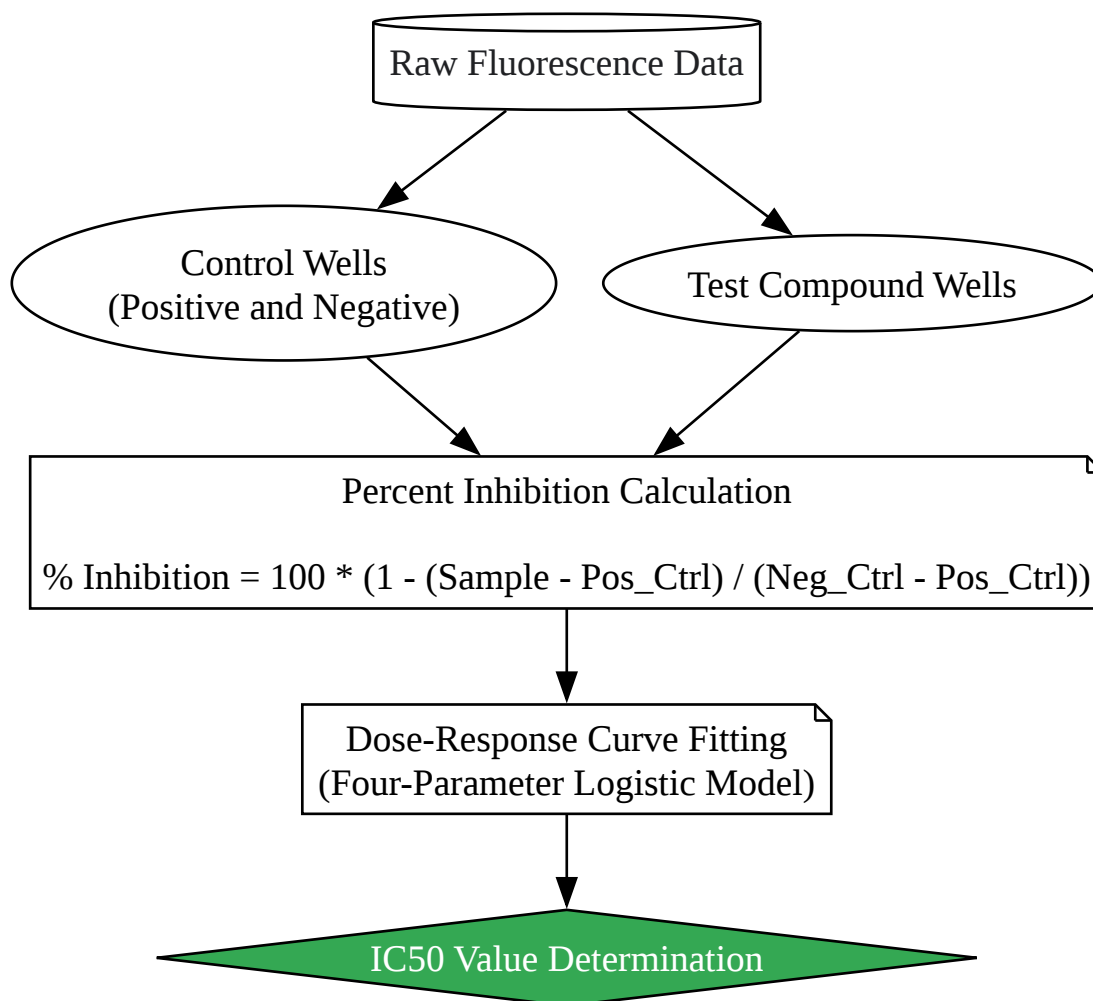 Raw Fluorescence Data
Control Wells
(Positive and Negative)
Test Compound Wells
Percent Inhibition Calculation
% Inhibition = 100 * (1 - (Sample - Pos_Ctrl) / (Neg_Ctrl - Pos_Ctrl))
Dose-Response Curve Fitting
(Four-Parameter Logistic Model)
IC50 Value Determination